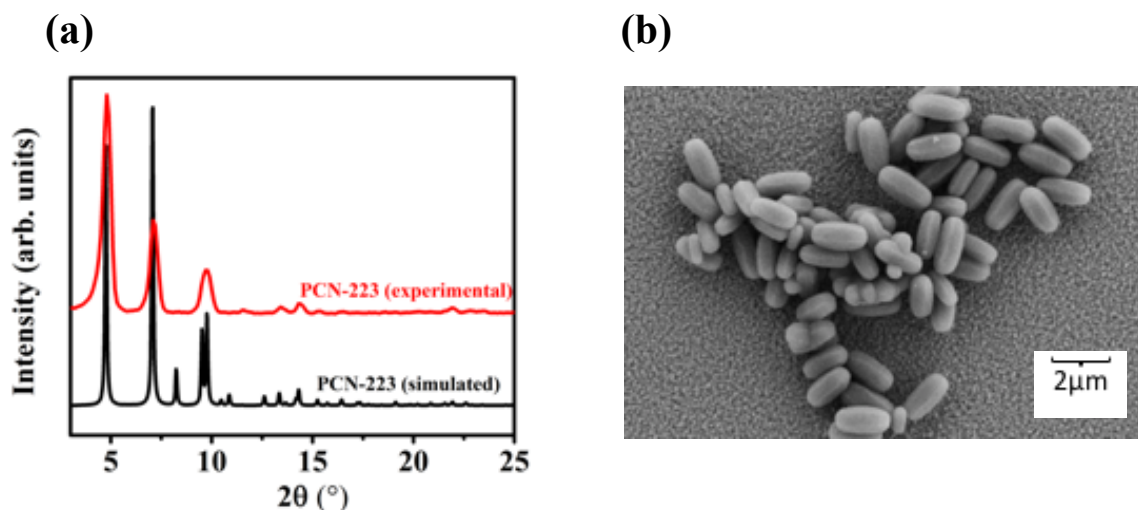 (a)
(b)
Intensity (arb. units)
PCN-223 (experimental)
PCN-223 (simulated)
5 10 15 20 25
2θ (°)
2μm